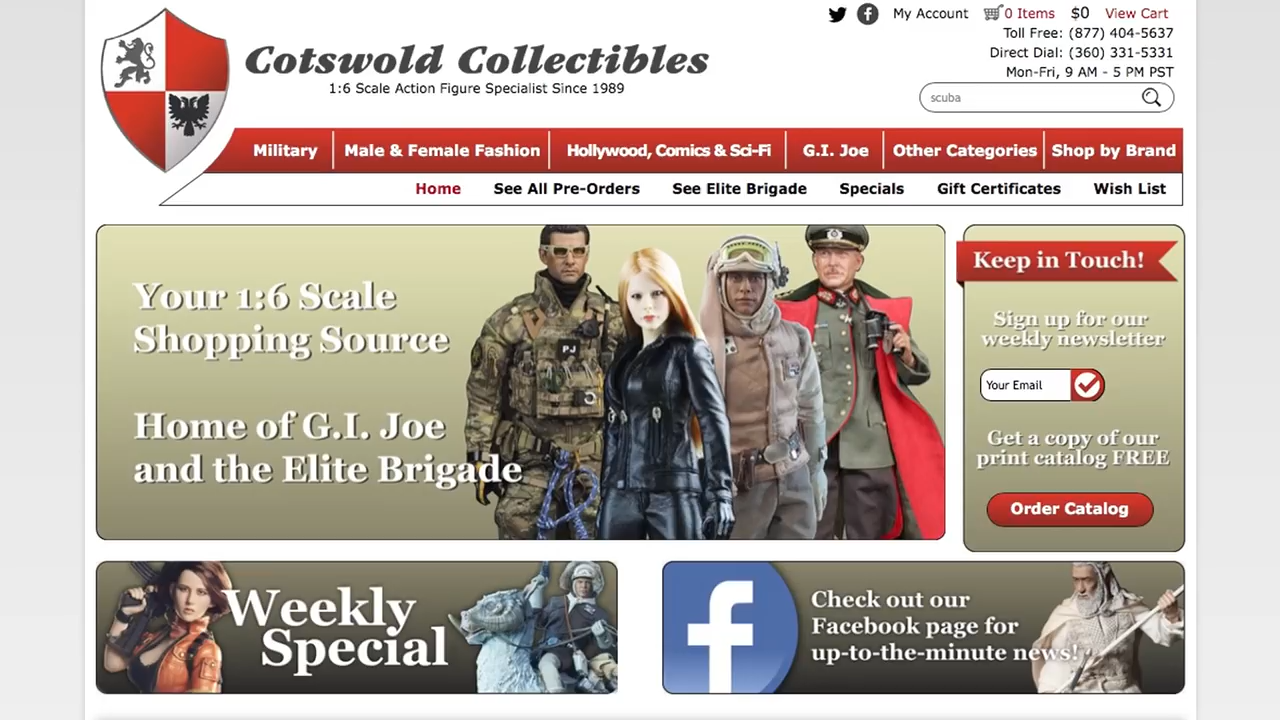 My Account
0 Items
$0
View Cart
Toll Free: (877) 404-5637
Direct Dial: (360) 331-5331
Mon-Fri, 9 AM - 5 PM PST
Cotswold Collectibles
1:6 Scale Action Figure Specialist Since 1989
scuba
Military
Male & Female Fashion
Hollywood, Comics & Sci-Fi
G.I. Joe
Other Categories
Shop by Brand
Home
See All Pre-Orders
See Elite Brigade
Specials
Gift Certificates
Wish List
Your 1:6 Scale
Shopping Source
Home of G.I. Joe
and the Elite Brigade
PJ
Keep in Touch!
Sign up for our
weekly newsletter
Your Email
Get a copy of our
print catalog FREE
Order Catalog
Weekly
Special
f
Check out our
Facebook page for
up-to-the-minute news!